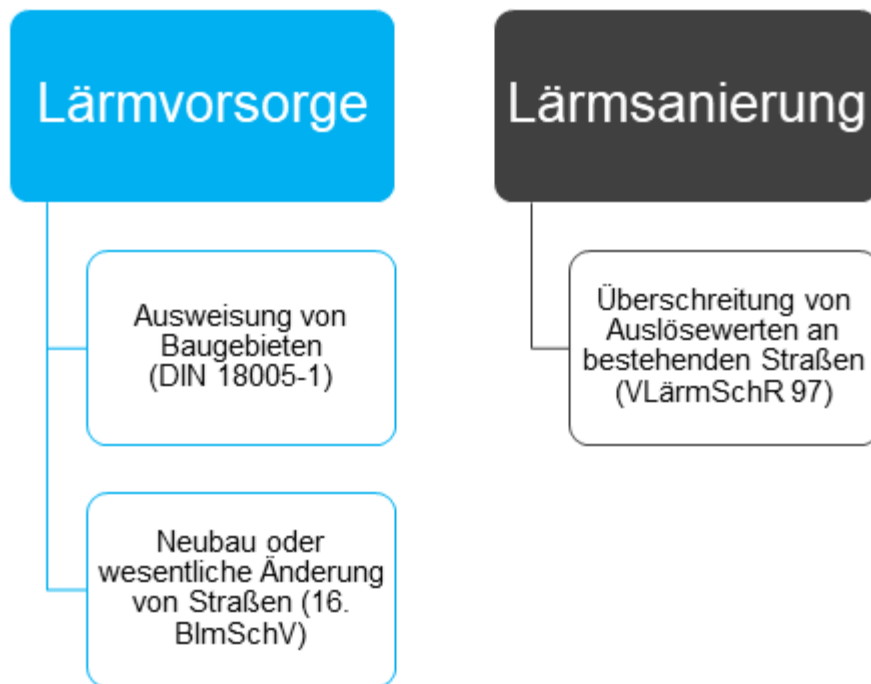 Lärmvorsorge
Ausweisung von
Baugebieten
(DIN 18005-1)
Neubau oder
wesentliche Änderung
von Straßen (16.
BImSchV)
Lärmsanierung
Überschreitung von
Auslösewerten an
bestehenden Straßen
(VLärmSchR 97)